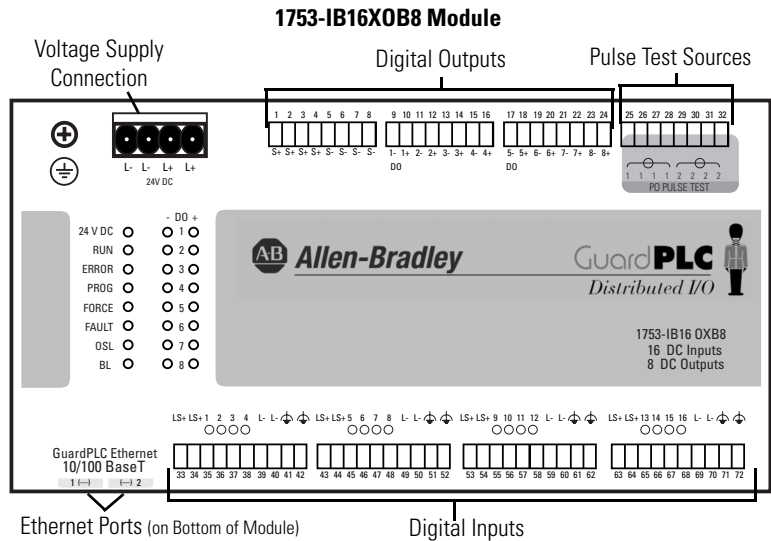 1753-IB16XOB8 Module
Voltage Supply
Connection
Digital Outputs
Pulse Test Sources
1 2 3 4 5 6 7 8
9 10 11 12 13 14 15 16
17 18 19 20 21 22 23 24
25 26 27 28 29 30 31 32
S+ S+ S+ S+ S- S- S- S-
1- 1+ 2- 2+ 3- 3+ 4- 4+
5- 5+ 6- 6+ 7- 7+ 8- 8+
DO
DO
1 1 1 1 2 2 2 2
PO PULSE TEST
L- L- L+ L+
24V DC
- DO +
24 V DC 1
RUN 2
ERROR 3
PROG 4
FORCE 5
FAULT 6
OSL 7
BL 8
AB Allen-Bradley
GuardPLC
Distributed I/O
1753-IB16 OXB8
16 DC Inputs
8 DC Outputs
LS+ LS+ 1 2 3 4 L- L-
LS+ LS+ 5 6 7 8 L- L-
LS+ LS+ 9 10 11 12 L- L-
LS+ LS+ 13 14 15 16 L- L-
33 34 35 36 37 38 39 40 41 42
43 44 45 46 47 48 49 50 51 52
53 54 55 56 57 58 59 60 61 62
63 64 65 66 67 68 69 70 71 72
GuardPLC Ethernet
10/100 BaseT
1 (—) (—) 2
Ethernet Ports (on Bottom of Module)
Digital Inputs